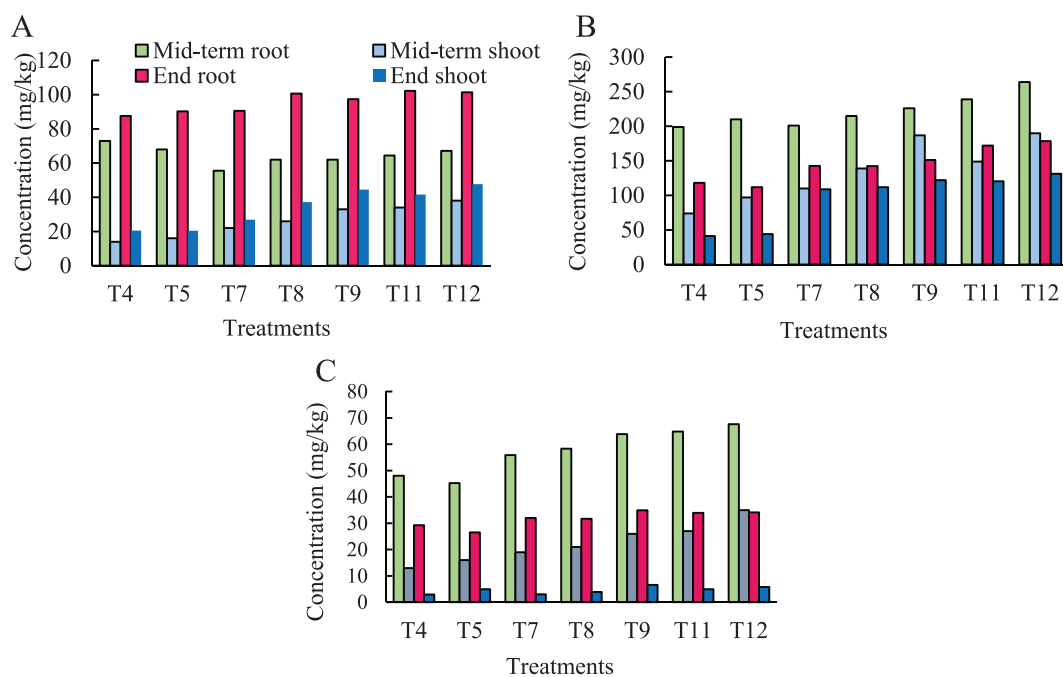 A
Mid-term root
Mid-term shoot
End root
End shoot
Concentration (mg/kg)
120
100
80
60
40
20
0
T4 T5 T7 T8 T9 T11 T12
Treatments
B
Concentration (mg/kg)
300
250
200
150
100
50
0
T4 T5 T7 T8 T9 T11 T12
Treatments
C
Concentration (mg/kg)
80
70
60
50
40
30
20
10
0
T4 T5 T7 T8 T9 T11 T12
Treatments